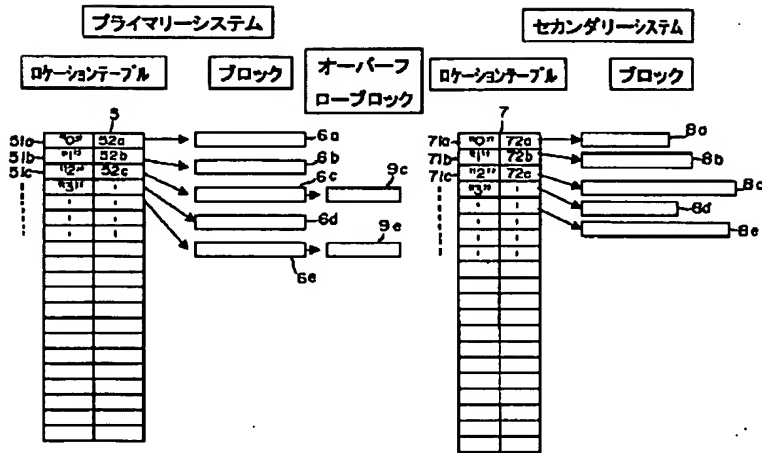 プライマリーシステム
セカンダリーシステム
ロケーションテーブル
ブロック
オーバーフ
ローブロック
ロケーションテーブル
ブロック
5
51a "0" 52a
51b "1" 52b
51c "2" 52c
"3"
6a
6b
6c
9c
6d
9e
6e
7
71a "0" 72a
71b "1" 72b
71c "2" 72c
"3"
8a
8b
8c
8d
8e